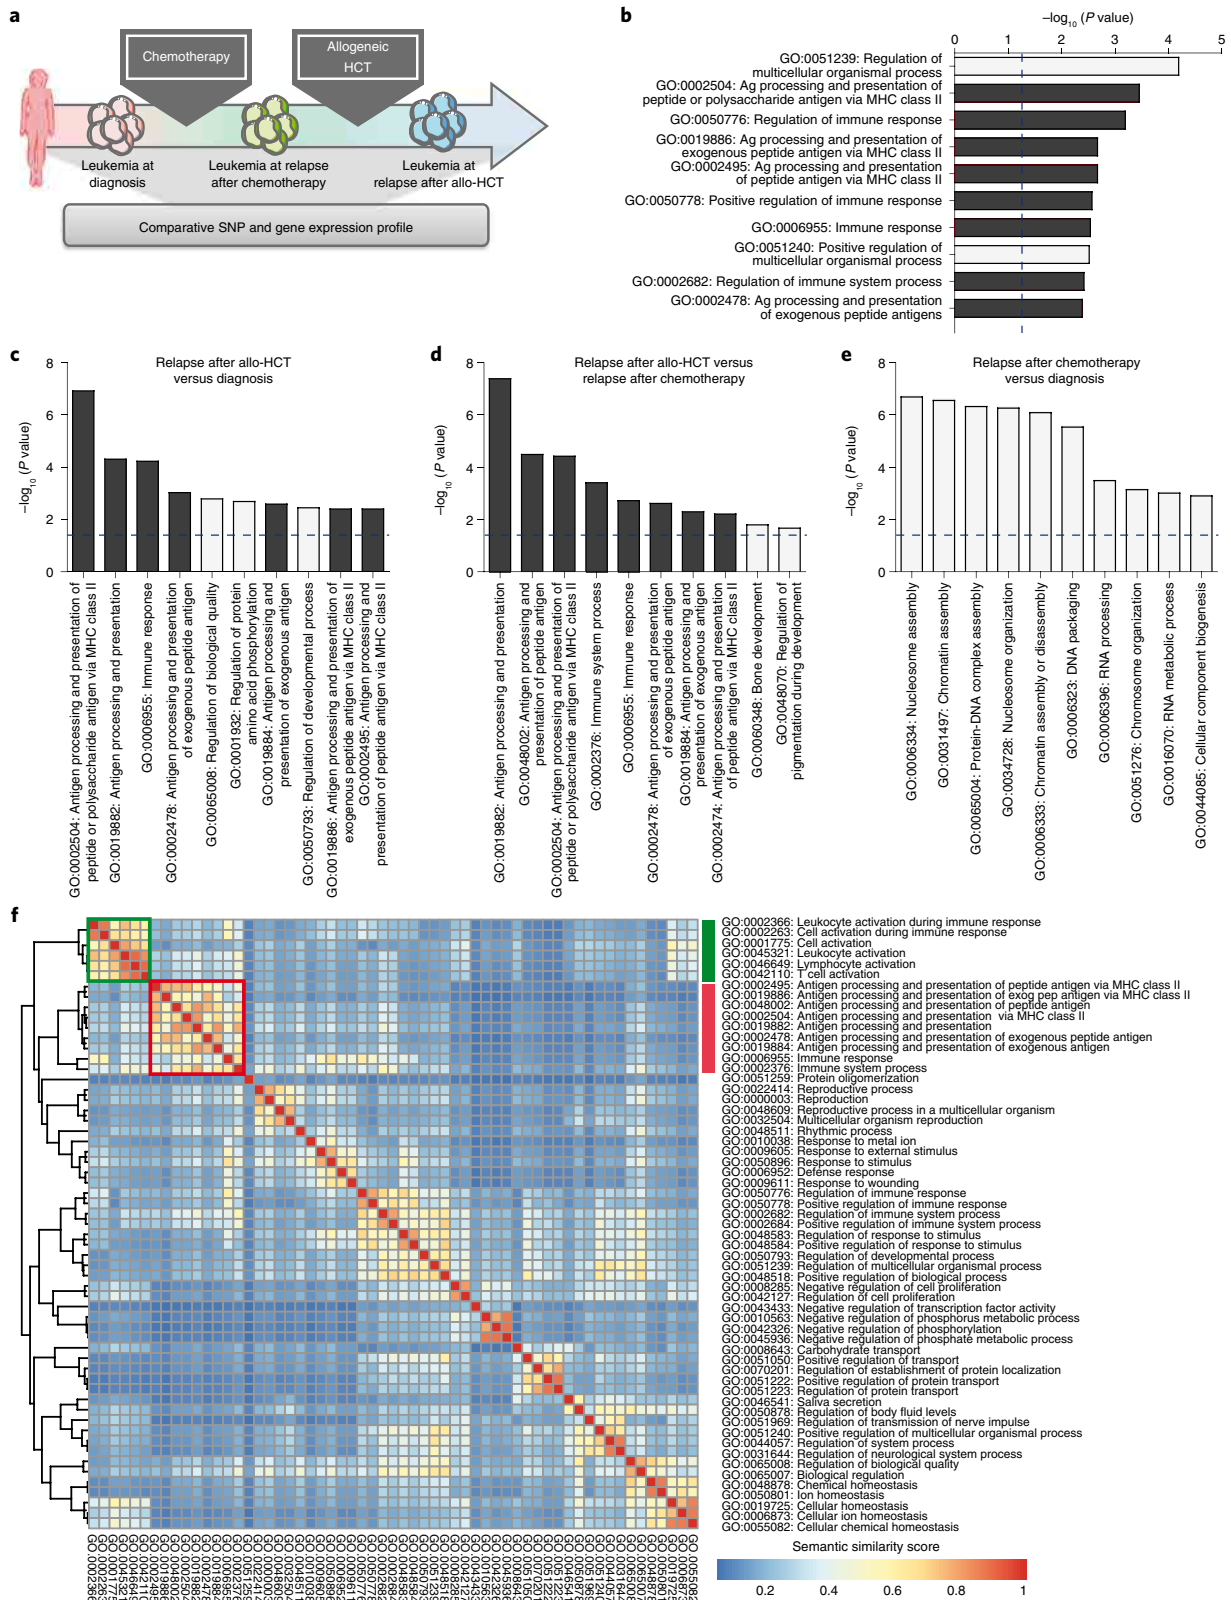 a
Chemotherapy
Allogeneic
HCT
Leukemia at
diagnosis
Leukemia at relapse
after chemotherapy
Leukemia at
relapse after allo-HCT
Comparative SNP and gene expression profile
b
–log10 (P value)
0 1 2 3 4 5
GO:0051239: Regulation of
multicellular organismal process
GO:0002504: Ag processing and presentation of
peptide or polysaccharide antigen via MHC class II
GO:0050776: Regulation of immune response
GO:0019886: Ag processing and presentation of
exogenous peptide antigen via MHC class II
GO:0002495: Ag processing and presentation
of peptide antigen via MHC class II
GO:0050778: Positive regulation of immune response
GO:0006955: Immune response
GO:0051240: Positive regulation of
multicellular organismal process
GO:0002682: Regulation of immune system process
GO:0002478: Ag processing and presentation
of exogenous peptide antigens
c
Relapse after allo-HCT
versus diagnosis
–log10 (P value)
8
6
4
2
0
GO:0002504: Antigen processing and presentation of
peptide or polysaccharide antigen via MHC class II
GO:0019882: Antigen processing and presentation
GO:0006955: Immune response
GO:0002478: Antigen processing and presentation
of exogenous peptide antigen
GO:0065008: Regulation of biological quality
GO:0001932: Regulation of protein
amino acid phosphorylation
GO:0019884: Antigen processing and
presentation of exogenous antigen
GO:0050793: Regulation of developmental process
GO:0019886: Antigen processing and presentation of
exogenous peptide antigen via MHC class II
GO:0002495: Antigen processing and
presentation of peptide antigen via MHC class II
d
Relapse after allo-HCT versus
relapse after chemotherapy
–log10 (P value)
8
6
4
2
0
GO:0019882: Antigen processing and presentation
GO:0048002: Antigen processing and
presentation of peptide antigen
GO:0002504: Antigen processing and presentation of
peptide or polysaccharide antigen via MHC class II
GO:0002376: Immune system process
GO:0006955: Immune response
GO:0002478: Antigen processing and presentation
of exogenous peptide antigen
GO:0019884: Antigen processing and
presentation of exogenous antigen
GO:0002474: Antigen processing and presentation
of peptide antigen via MHC class II
GO:0060348: Bone development
GO:0048070: Regulation of
pigmentation during development
e
Relapse after chemotherapy
versus diagnosis
–log10 (P value)
8
6
4
2
0
GO:0006334: Nucleosome assembly
GO:0031497: Chromatin assembly
GO:0065004: Protein-DNA complex assembly
GO:0034728: Nucleosome organization
GO:0006333: Chromatin assembly or disassembly
GO:0006323: DNA packaging
GO:0006396: RNA processing
GO:0051276: Chromosome organization
GO:0016070: RNA metabolic process
GO:0044085: Cellular component biogenesis
f
GO:0002366: Leukocyte activation during immune response
GO:0002263: Cell activation during immune response
GO:0001775: Cell activation
GO:0045321: Leukocyte activation
GO:0046649: Lymphocyte activation
GO:0042110: T cell activation
GO:0002495: Antigen processing and presentation of peptide antigen via MHC class II
GO:0019886: Antigen processing and presentation of exog pep antigen via MHC class II
GO:0048002: Antigen processing and presentation of peptide antigen
GO:0002504: Antigen processing and presentation via MHC class II
GO:0019882: Antigen processing and presentation
GO:0002478: Antigen processing and presentation of exogenous peptide antigen
GO:0019884: Antigen processing and presentation of exogenous antigen
GO:0006955: Immune response
GO:0002376: Immune system process
GO:0051259: Protein oligomerization
GO:0022414: Reproductive process
GO:0000003: Reproduction
GO:0048609: Reproductive process in a multicellular organism
GO:0032504: Multicellular organism reproduction
GO:0048511: Rhythmic process
GO:0010038: Response to metal ion
GO:0009605: Response to external stimulus
GO:0050896: Response to stimulus
GO:0006952: Defense response
GO:0009611: Response to wounding
GO:0050776: Regulation of immune response
GO:0050778: Positive regulation of immune response
GO:0002682: Regulation of immune system process
GO:0002684: Positive regulation of immune system process
GO:0048583: Regulation of response to stimulus
GO:0048584: Positive regulation of response to stimulus
GO:0050793: Regulation of developmental process
GO:0051239: Regulation of multicellular organismal process
GO:0048518: Positive regulation of biological process
GO:0008285: Negative regulation of cell proliferation
GO:0042127: Regulation of cell proliferation
GO:0043433: Negative regulation of transcription factor activity
GO:0010563: Negative regulation of phosphorus metabolic process
GO:0042326: Negative regulation of phosphorylation
GO:0045936: Negative regulation of phosphate metabolic process
GO:0008643: Carbohydrate transport
GO:0051050: Positive regulation of transport
GO:0070201: Regulation of establishment of protein localization
GO:0051222: Positive regulation of protein transport
GO:0051223: Regulation of protein transport
GO:0046541: Saliva secretion
GO:0050878: Regulation of body fluid levels
GO:0051969: Regulation of transmission of nerve impulse
GO:0051240: Positive regulation of multicellular organismal process
GO:0044057: Regulation of system process
GO:0031644: Regulation of neurological system process
GO:0065008: Regulation of biological quality
GO:0065007: Biological regulation
GO:0048878: Chemical homeostasis
GO:0050801: Ion homeostasis
GO:0019725: Cellular homeostasis
GO:0006873: Cellular ion homeostasis
GO:0055082: Cellular chemical homeostasis
Semantic similarity score
0.2 0.4 0.6 0.8 1